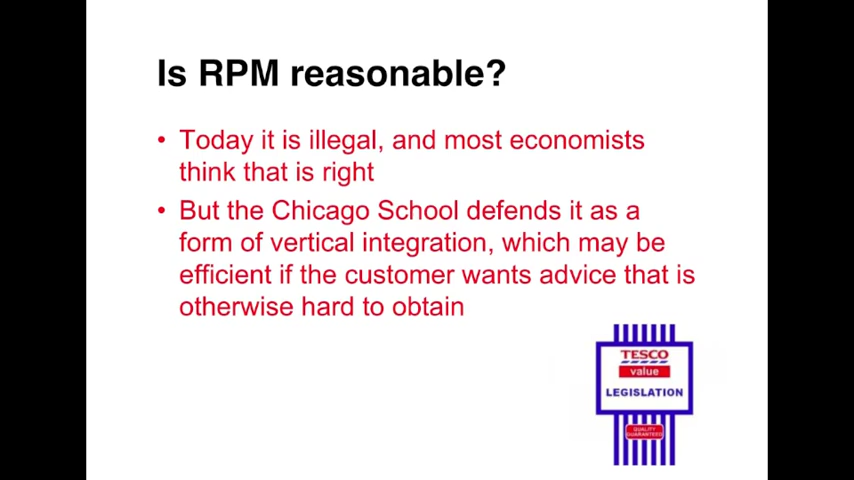 Is RPM reasonable?
• Today it is illegal, and most economists
think that is right
• But the Chicago School defends it as a
form of vertical integration, which may be
efficient if the customer wants advice that is
otherwise hard to obtain
TESCO
value
LEGISLATION
QUALITY
GUARANTEED